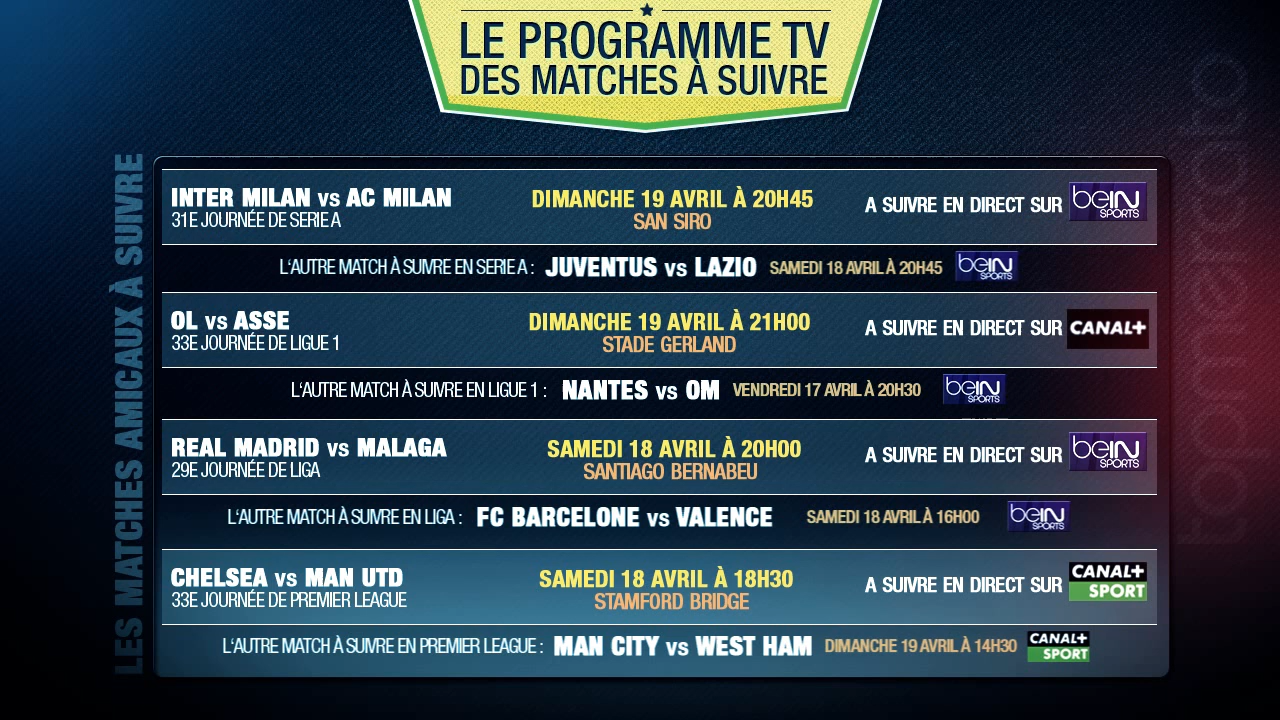 LE PROGRAMME TV
DES MATCHES À SUIVRE
LES MATCHES AMICAUX À SUIVRE
INTER MILAN vs AC MILAN
31E JOURNÉE DE SERIE A
DIMANCHE 19 AVRIL À 20H45
SAN SIRO
A SUIVRE EN DIRECT SUR beIN SPORTS
L'AUTRE MATCH À SUIVRE EN SERIE A : JUVENTUS vs LAZIO SAMEDI 18 AVRIL À 20H45 beIN SPORTS
OL vs ASSE
33E JOURNÉE DE LIGUE 1
DIMANCHE 19 AVRIL À 21H00
STADE GERLAND
A SUIVRE EN DIRECT SUR CANAL+
L'AUTRE MATCH À SUIVRE EN LIGUE 1 : NANTES vs OM VENDREDI 17 AVRIL À 20H30 beIN SPORTS
REAL MADRID vs MALAGA
29E JOURNÉE DE LIGA
SAMEDI 18 AVRIL À 20H00
SANTIAGO BERNABEU
A SUIVRE EN DIRECT SUR beIN SPORTS
L'AUTRE MATCH À SUIVRE EN LIGA : FC BARCELONE vs VALENCE SAMEDI 18 AVRIL À 16H00 beIN SPORTS
CHELSEA vs MAN UTD
33E JOURNÉE DE PREMIER LEAGUE
SAMEDI 18 AVRIL À 18H30
STAMFORD BRIDGE
A SUIVRE EN DIRECT SUR CANAL+ SPORT
L'AUTRE MATCH À SUIVRE EN PREMIER LEAGUE : MAN CITY vs WEST HAM DIMANCHE 19 AVRIL À 14H30 CANAL+ SPORT